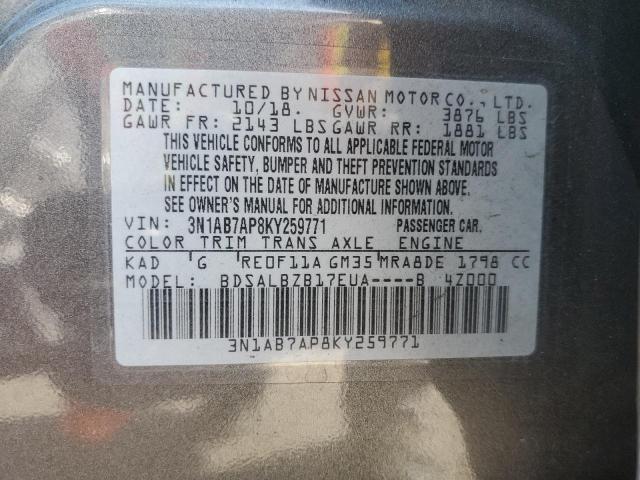 MANUFACTURED BY NISSAN MOTOR CO., LTD.
DATE: 10/18. GVWR: 3876 LBS
GAWR FR: 2143 LBS GAWR RR: 1881 LBS
THIS VEHICLE CONFORMS TO ALL APPLICABLE FEDERAL MOTOR
VEHICLE SAFETY, BUMPER AND THEFT PREVENTION STANDARDS
IN EFFECT ON THE DATE OF MANUFACTURE SHOWN ABOVE.
SEE OWNER'S MANUAL FOR ADDITIONAL INFORMATION.
VIN: 3N1AB7AP8KY259771 PASSENGER CAR.
COLOR TRIM TRANS AXLE ENGINE
KAD G RE0F11A GM35 MRA8DE 1798 CC
MODEL: BDSALBZB17EUA----B 4Z000
3N1AB7AP8KY259771